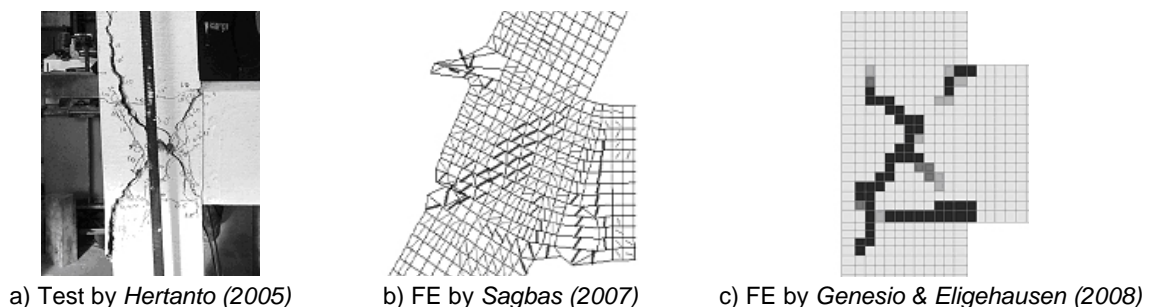 a) Test by Hertanto (2005)
b) FE by Sagbas (2007)
c) FE by Genesio & Eligehausen (2008)